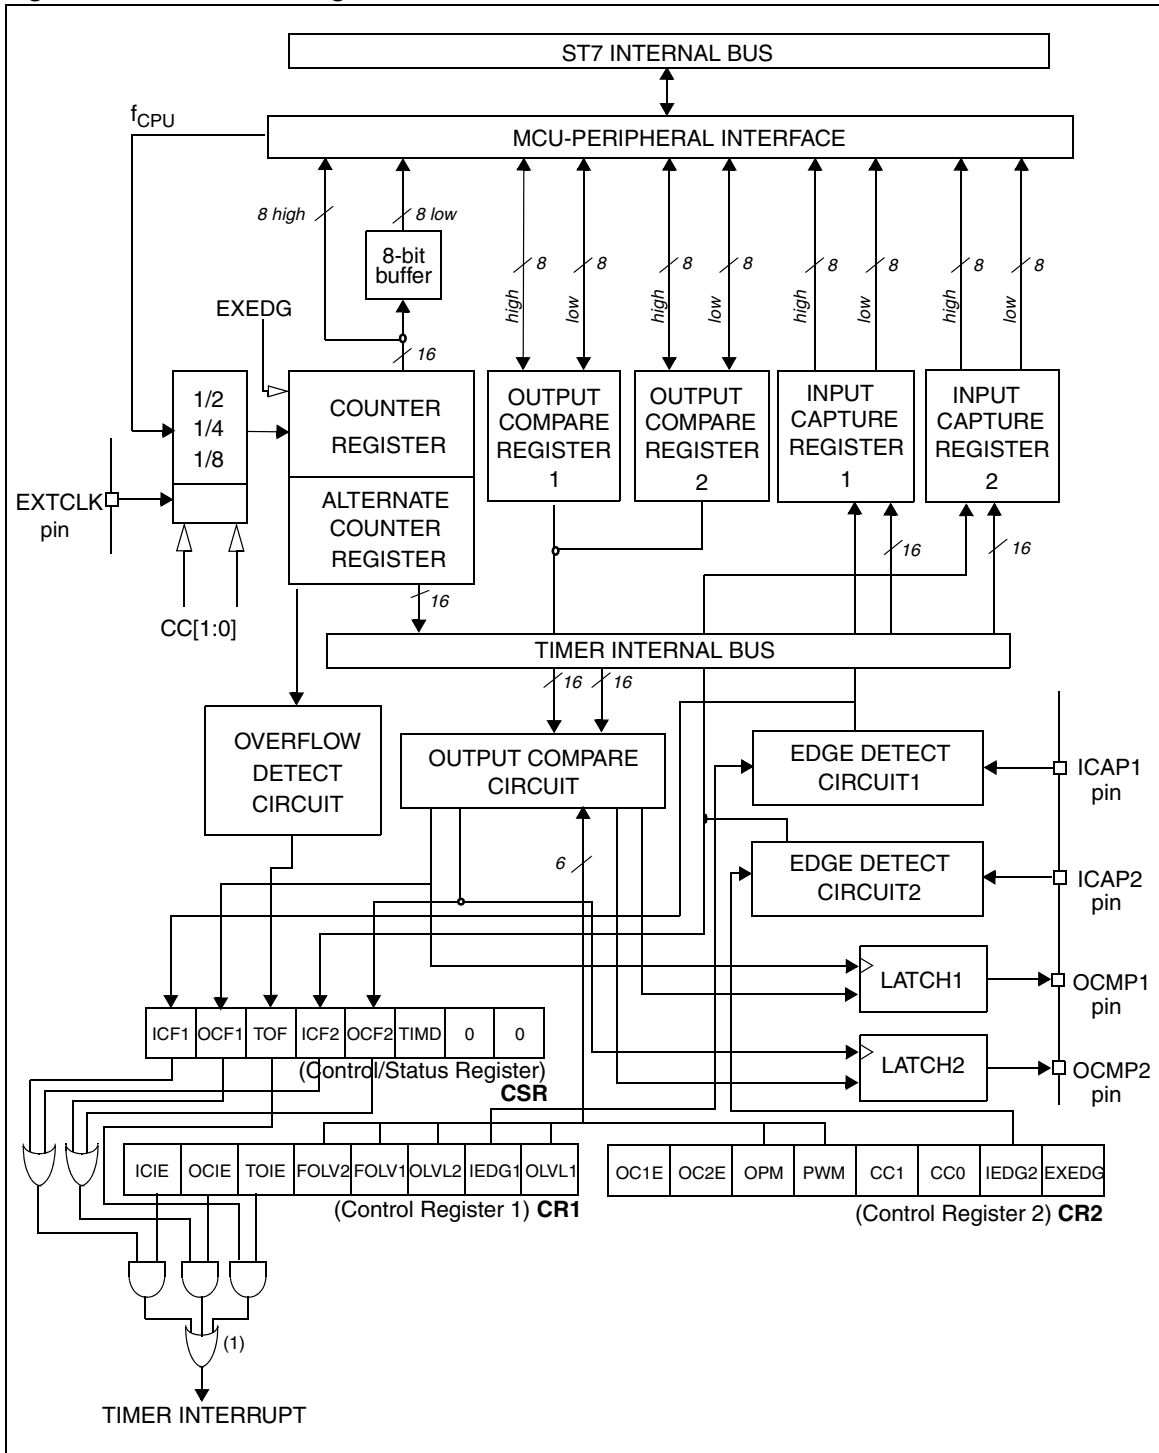 ST7 INTERNAL BUS
fCPU
MCU-PERIPHERAL INTERFACE
8 high
8 low
8-bit
buffer
8
8
8
8
8
8
8
8
high
low
high
low
high
low
high
low
EXEDG
16
1/2
1/4
1/8
COUNTER
REGISTER
OUTPUT
COMPARE
REGISTER
1
OUTPUT
COMPARE
REGISTER
2
INPUT
CAPTURE
REGISTER
1
INPUT
CAPTURE
REGISTER
2
EXTCLK
pin
ALTERNATE
COUNTER
REGISTER
16
16
16
CC[1:0]
TIMER INTERNAL BUS
16
16
OVERFLOW
DETECT
CIRCUIT
OUTPUT COMPARE
CIRCUIT
EDGE DETECT
CIRCUIT1
ICAP1
pin
6
EDGE DETECT
CIRCUIT2
ICAP2
pin
LATCH1
OCMP1
pin
ICF1 OCF1 TOF ICF2 OCF2 TIMD 0 0
(Control/Status Register)
CSR
LATCH2
OCMP2
pin
ICIE OCIE TOIE FOLV2 FOLV1 OLVL2 IEDG1 OLVL1
(Control Register 1) CR1
OC1E OC2E OPM PWM CC1 CC0 IEDG2 EXEDG
(Control Register 2) CR2
(1)
TIMER INTERRUPT